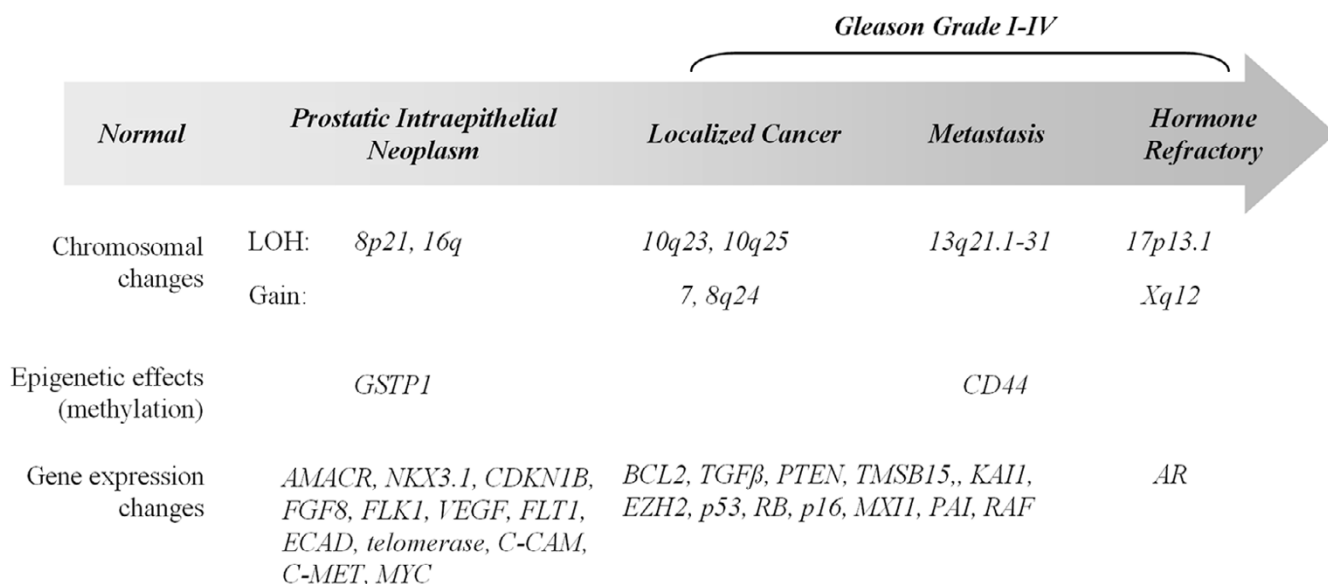 Gleason Grade I-IV
Normal
Prostatic Intraepithelial
Neoplasm
Localized Cancer
Metastasis
Hormone
Refractory
Chromosomal
changes
LOH:
8p21, 16q
10q23, 10q25
13q21.1-31
17p13.1
Gain:
7, 8q24
Xq12
Epigenetic effects
(methylation)
GSTP1
CD44
Gene expression
changes
AMACR, NKX3.1, CDKN1B,
FGF8, FLK1, VEGF, FLT1,
ECAD, telomerase, C-CAM,
C-MET, MYC
BCL2, TGFβ, PTEN, TMSB15,, KAI1,
EZH2, p53, RB, p16, MXI1, PAI, RAF
AR